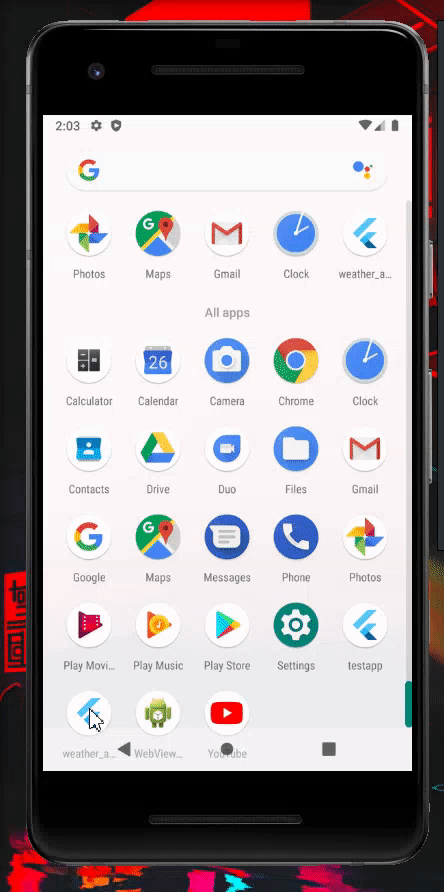 2:03
Photos Maps Gmail Clock weather_a...
All apps
26
Calculator Calendar Camera Chrome Clock
Contacts Drive Duo Files Gmail
Google Maps Messages Phone Photos
Play Movi... Play Music Play Store Settings testapp
weather_a... WebView... YouTube